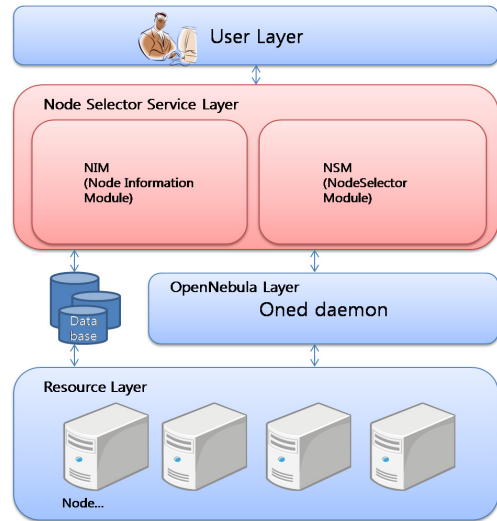 User Layer
Node Selector Service Layer
NIM
(Node Information
Module)
NSM
(NodeSelector
Module)
Data
base
OpenNebula Layer
Oned daemon
Resource Layer
Node...